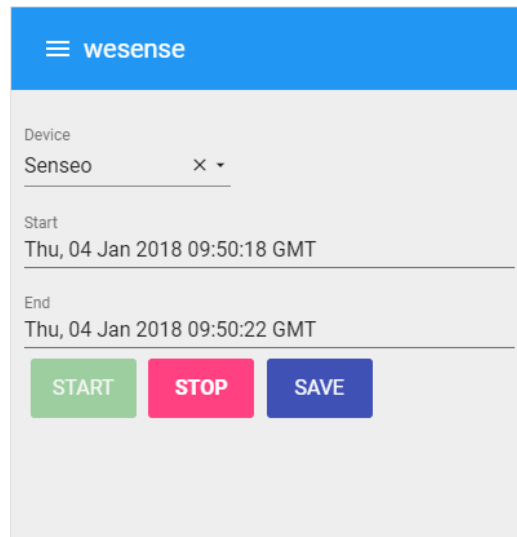 wesense
Device
Senseo
Start
Thu, 04 Jan 2018 09:50:18 GMT
End
Thu, 04 Jan 2018 09:50:22 GMT
START STOP SAVE